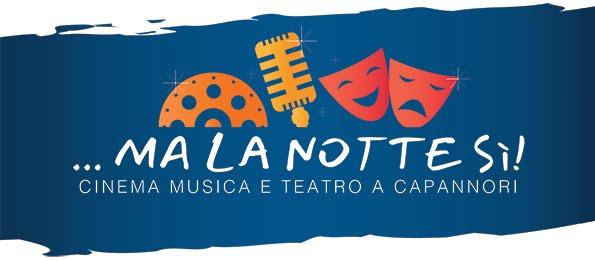 ... MA LA NOTTE Sì!
CINEMA MUSICA E TEATRO A CAPANNORI